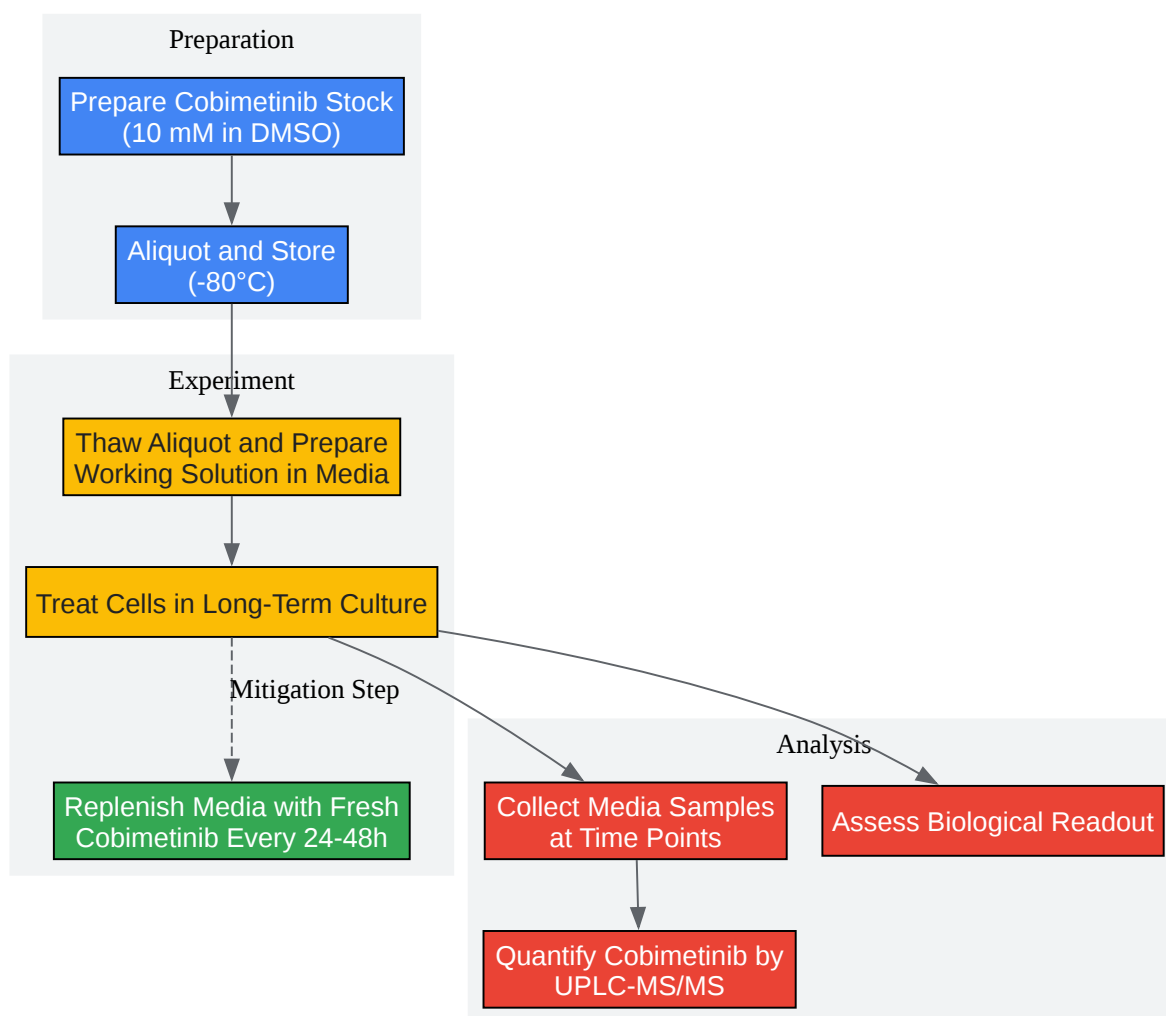 Preparation
Prepare Cobimetinib Stock
(10 mM in DMSO)
Aliquot and Store
(-80°C)
Experiment
Thaw Aliquot and Prepare
Working Solution in Media
Treat Cells in Long-Term Culture
Mitigation Step
Replenish Media with Fresh
Cobimetinib Every 24-48h
Analysis
Collect Media Samples
at Time Points
Assess Biological Readout
Quantify Cobimetinib by
UPLC-MS/MS